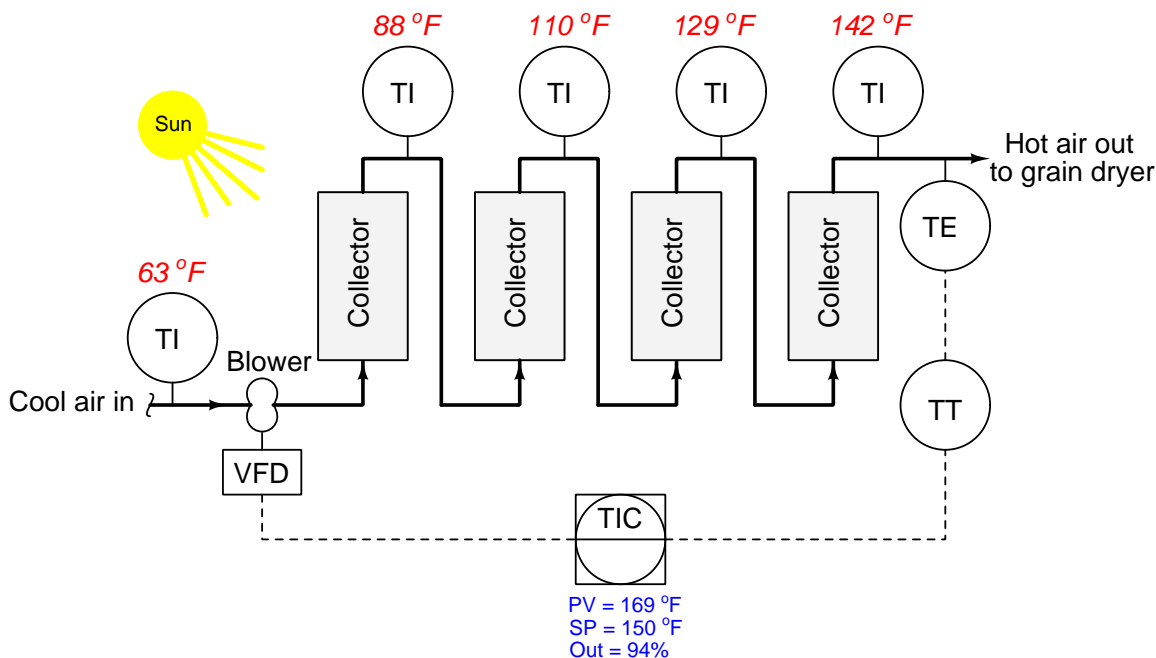 88 °F
110 °F
129 °F
142 °F
TI
TI
TI
TI
Sun
Hot air out
to grain dryer
Collector
Collector
Collector
Collector
TE
63 °F
TI
Blower
Cool air in
TT
VFD
TIC
PV = 169 °F
SP = 150 °F
Out = 94%